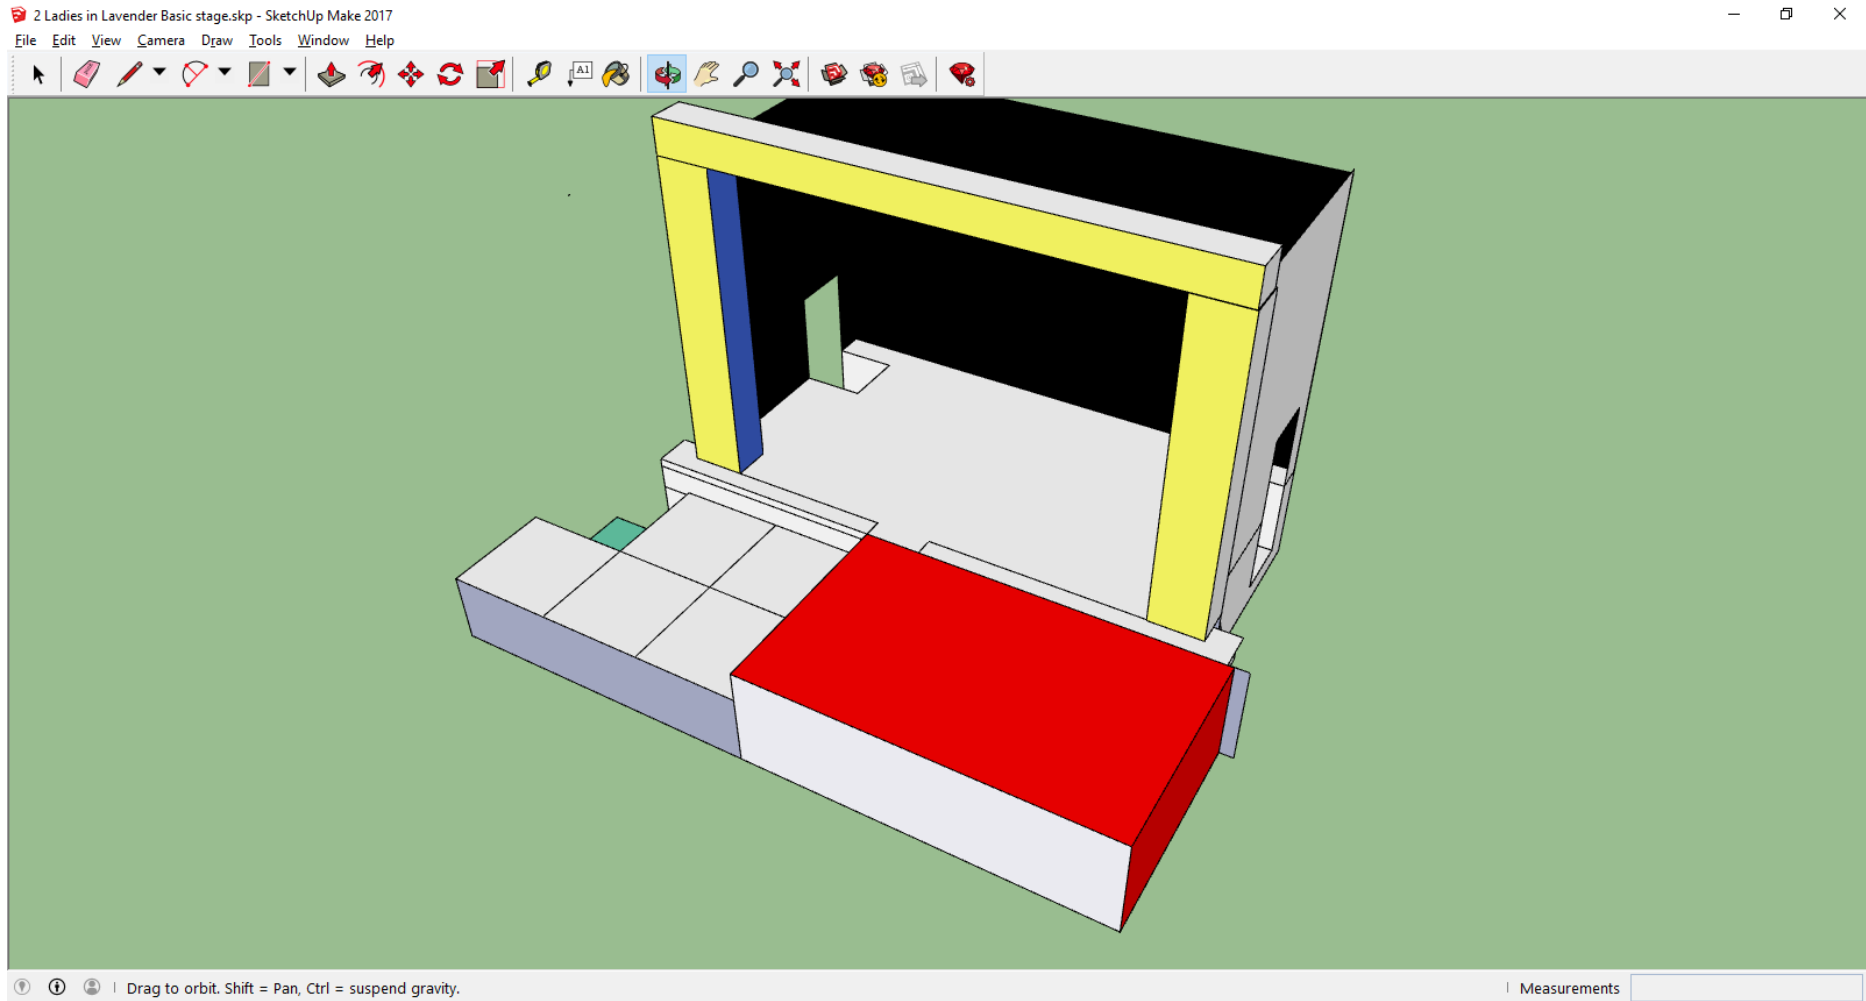 2 Ladies in Lavender Basic stage.skp - SketchUp Make 2017
File Edit View Camera Draw Tools Window Help
A1
Drag to orbit. Shift = Pan, Ctrl = suspend gravity.
Measurements